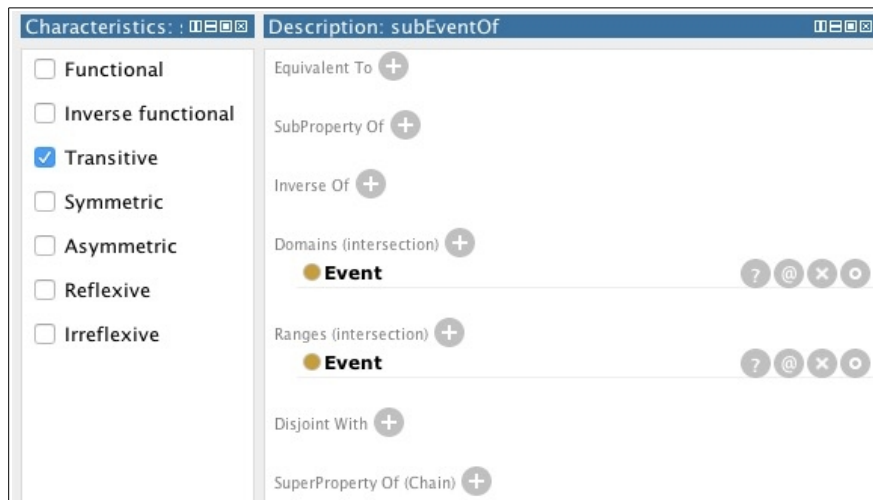 Characteristics: :
Functional
Inverse functional
Transitive
Symmetric
Asymmetric
Reflexive
Irreflexive
Description: subEventOf
Equivalent To
SubProperty Of
Inverse Of
Domains (intersection)
Event
Ranges (intersection)
Event
Disjoint With
SuperProperty Of (Chain)